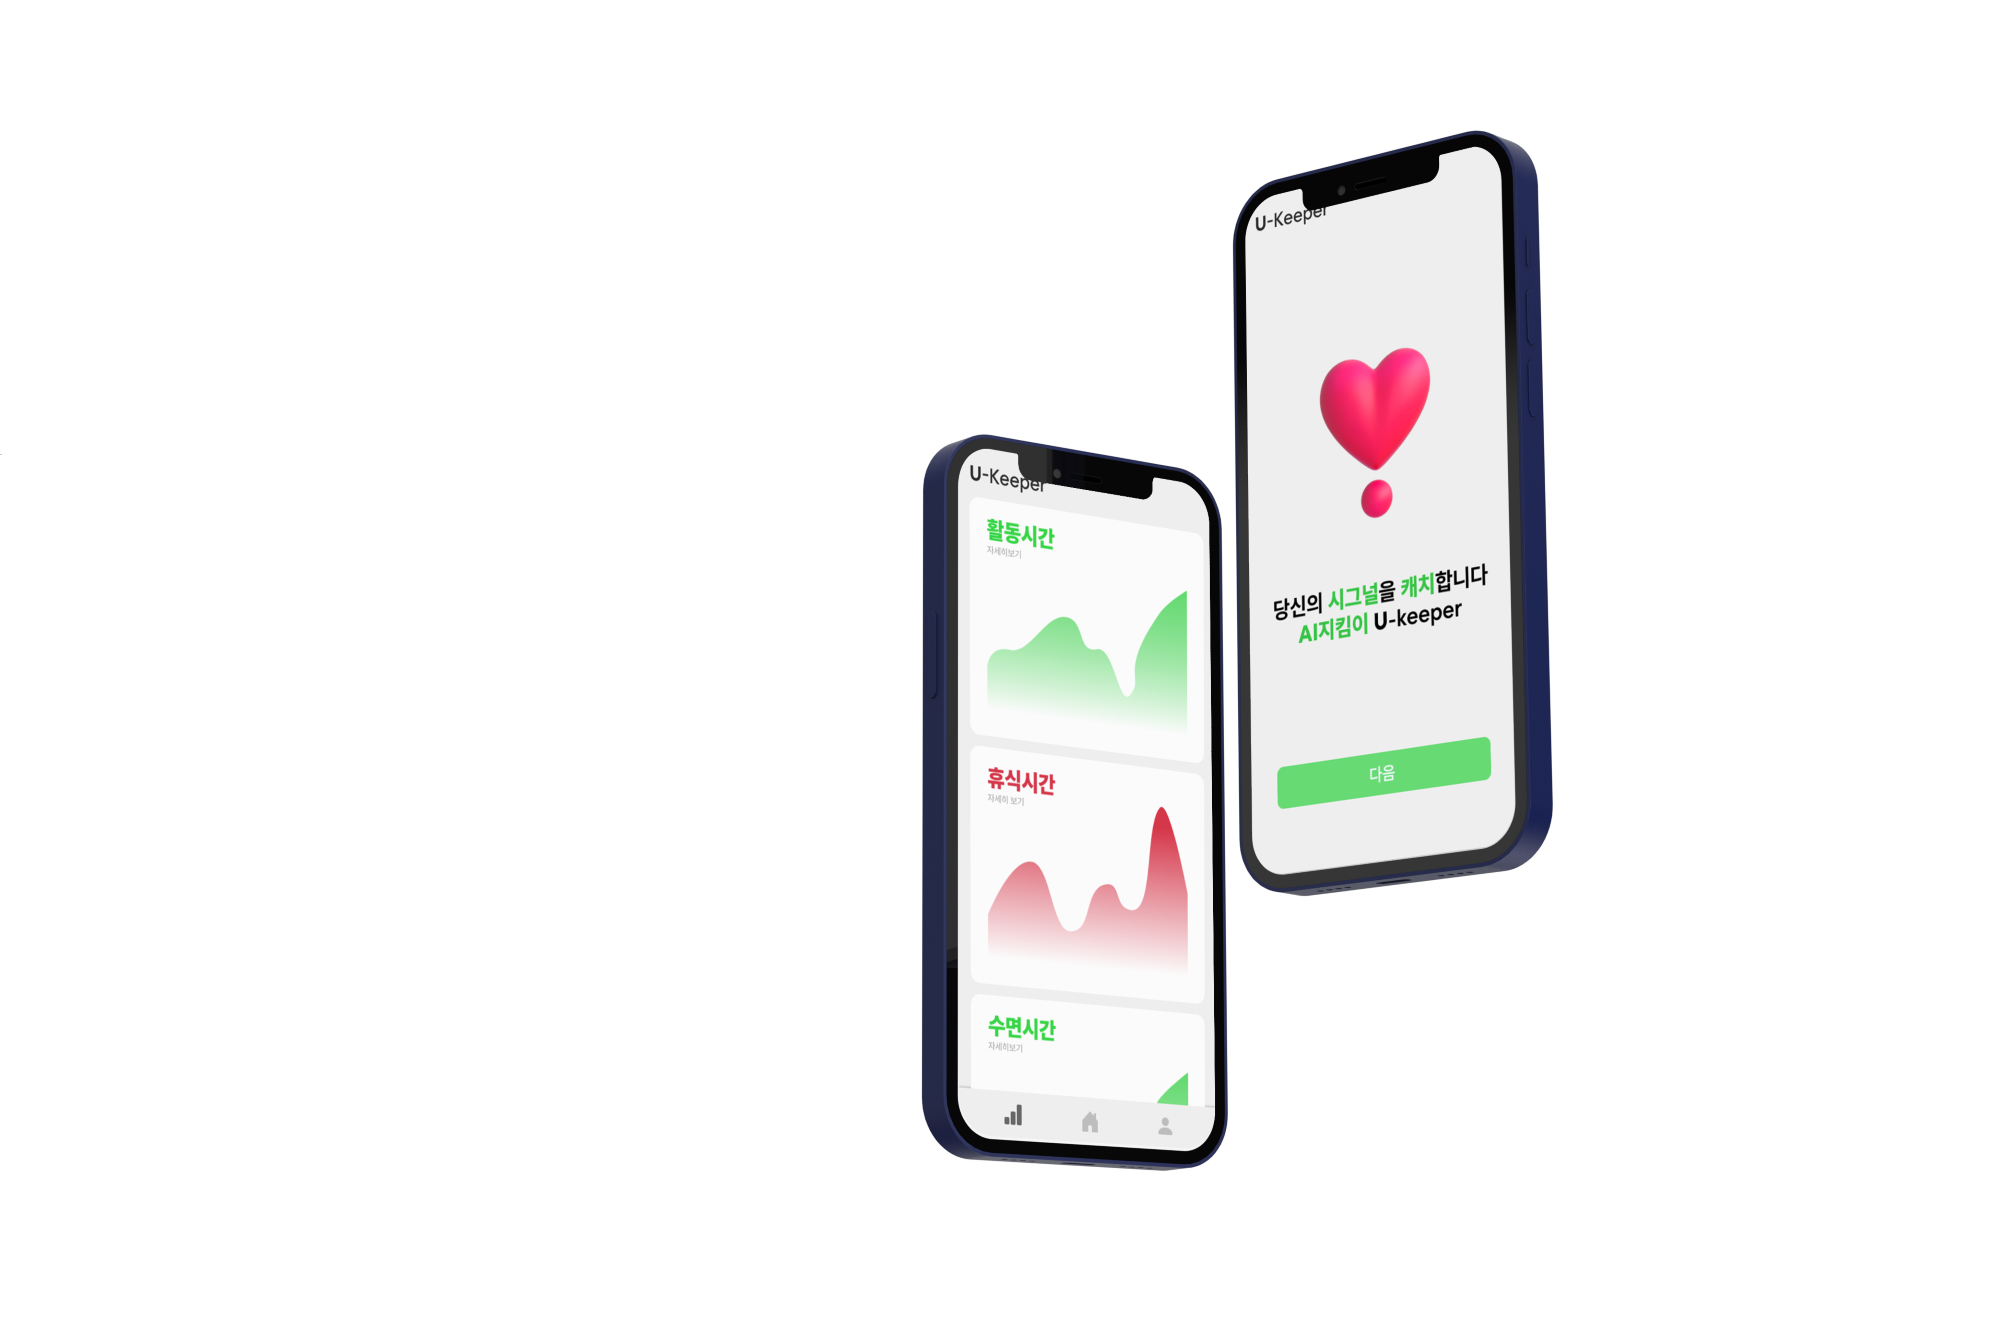 U-Keeper
활동시간
자세히보기
휴식시간
자세히 보기
수면시간
자세히보기
U-Keeper
당신의 시그널을 캐치합니다
AI지킴이 U-keeper
다음